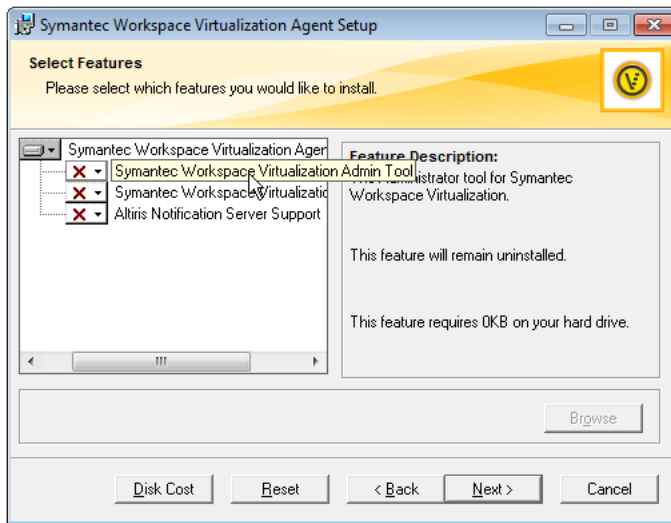 Symantec Workspace Virtualization Agent Setup
Select Features
Please select which features you would like to install.
Symantec Workspace Virtualization Agen
Symantec Workspace Virtualization Admin Tool
Symantec Workspace
Altiris Notification Server Support
Feature Description:
The Administrator tool for Symantec
Workspace Virtualization.
This feature will remain uninstalled.
This feature requires 0KB on your hard drive.
Browse
Disk Cost
Reset
< Back
Next >
Cancel